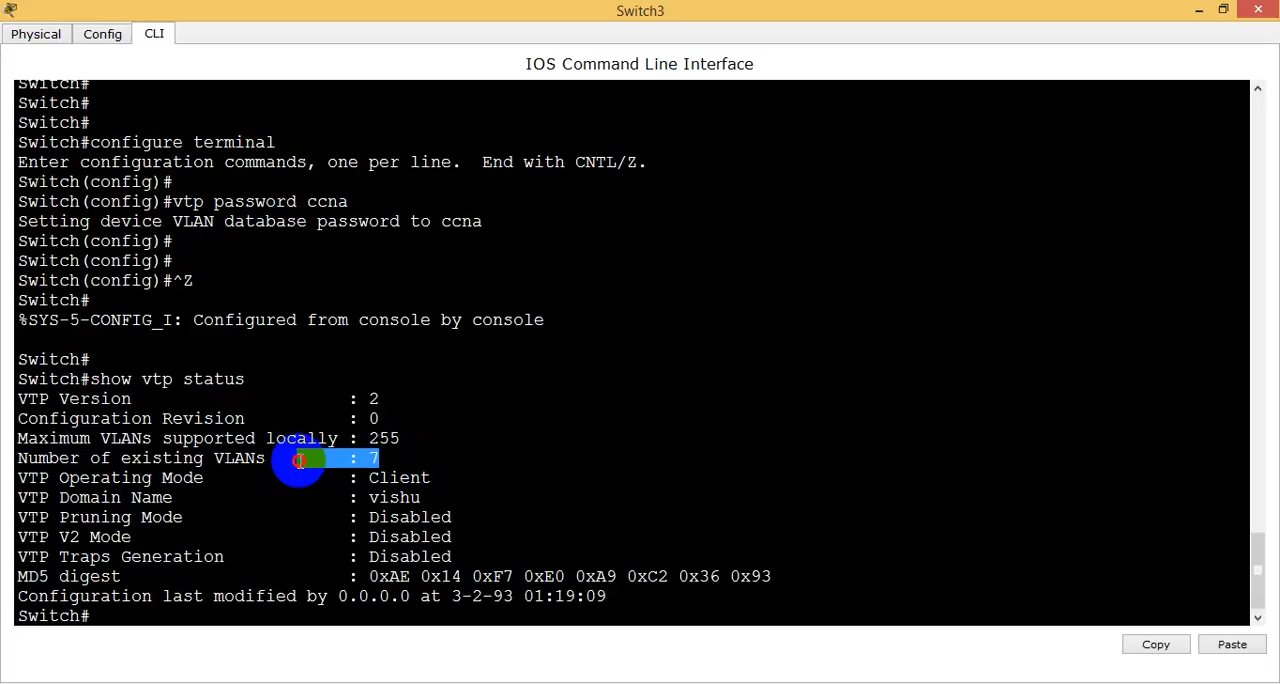 Switch3
Physical Config CLI
IOS Command Line Interface
Switch#
Switch#
Switch#
Switch#configure terminal
Enter configuration commands, one per line.  End with CNTL/Z.
Switch(config)#
Switch(config)#vtp password ccna
Setting device VLAN database password to ccna
Switch(config)#
Switch(config)#
Switch(config)#^Z
Switch#
%SYS-5-CONFIG_I: Configured from console by console
Switch#
Switch#show vtp status
VTP Version                     : 2
Configuration Revision          : 0
Maximum VLANs supported locally : 255
Number of existing VLANs        : 7
VTP Operating Mode              : Client
VTP Domain Name                 : vishu
VTP Pruning Mode                : Disabled
VTP V2 Mode                     : Disabled
VTP Traps Generation            : Disabled
MD5 digest                      : 0xAE 0x14 0xF7 0xE0 0xA9 0xC2 0x36 0x93
Configuration last modified by 0.0.0.0 at 3-2-93 01:19:09
Switch#
Copy Paste